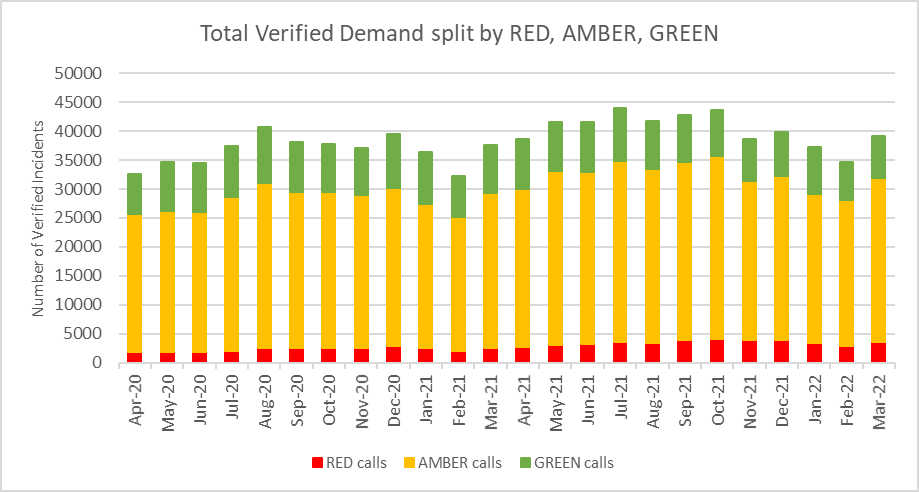 Total Verified Demand split by RED, AMBER, GREEN
Number of Verified Incidents
50000
45000
40000
35000
30000
25000
20000
15000
10000
5000
0
Apr-20
May-20
Jun-20
Jul-20
Aug-20
Sep-20
Oct-20
Nov-20
Dec-20
Jan-21
Feb-21
Mar-21
Apr-21
May-21
Jun-21
Jul-21
Aug-21
Sep-21
Oct-21
Nov-21
Dec-21
Jan-22
Feb-22
Mar-22
RED calls AMBER calls GREEN calls